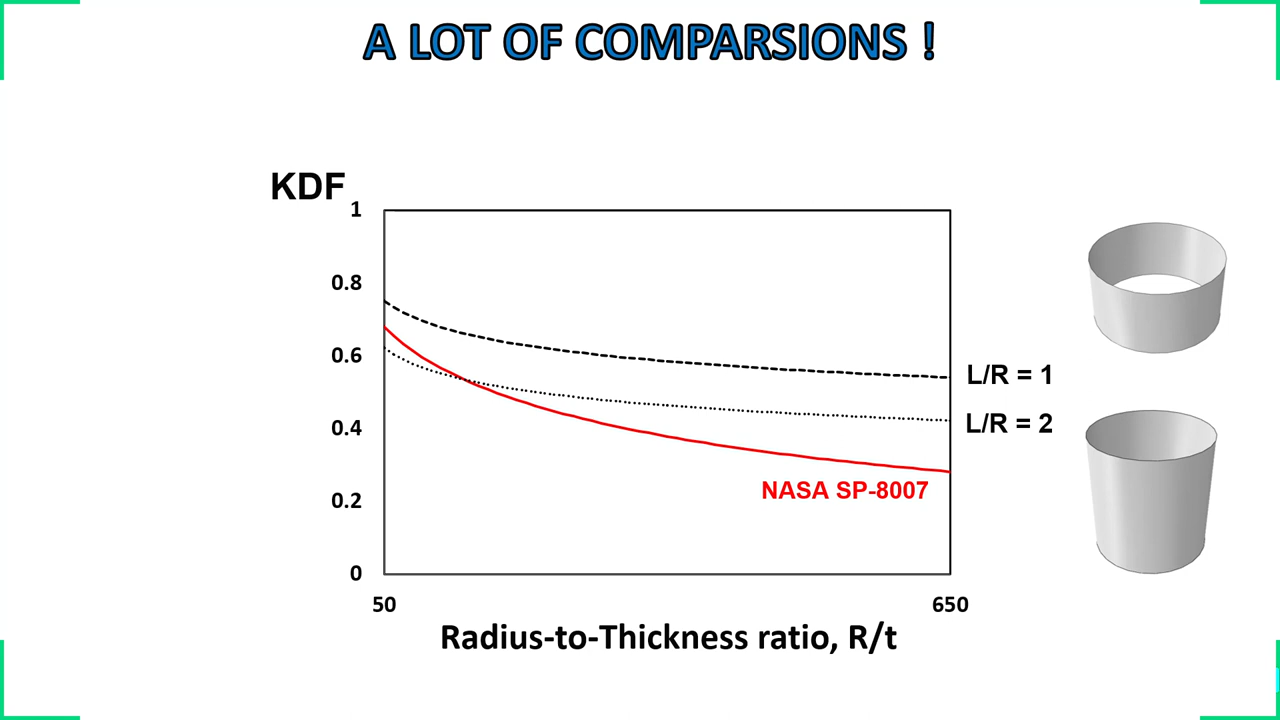 A LOT OF COMPARSIONS !
KDF
1
0.8
0.6
0.4
0.2
0
L/R = 1
L/R = 2
NASA SP-8007
50
650
Radius-to-Thickness ratio, R/t